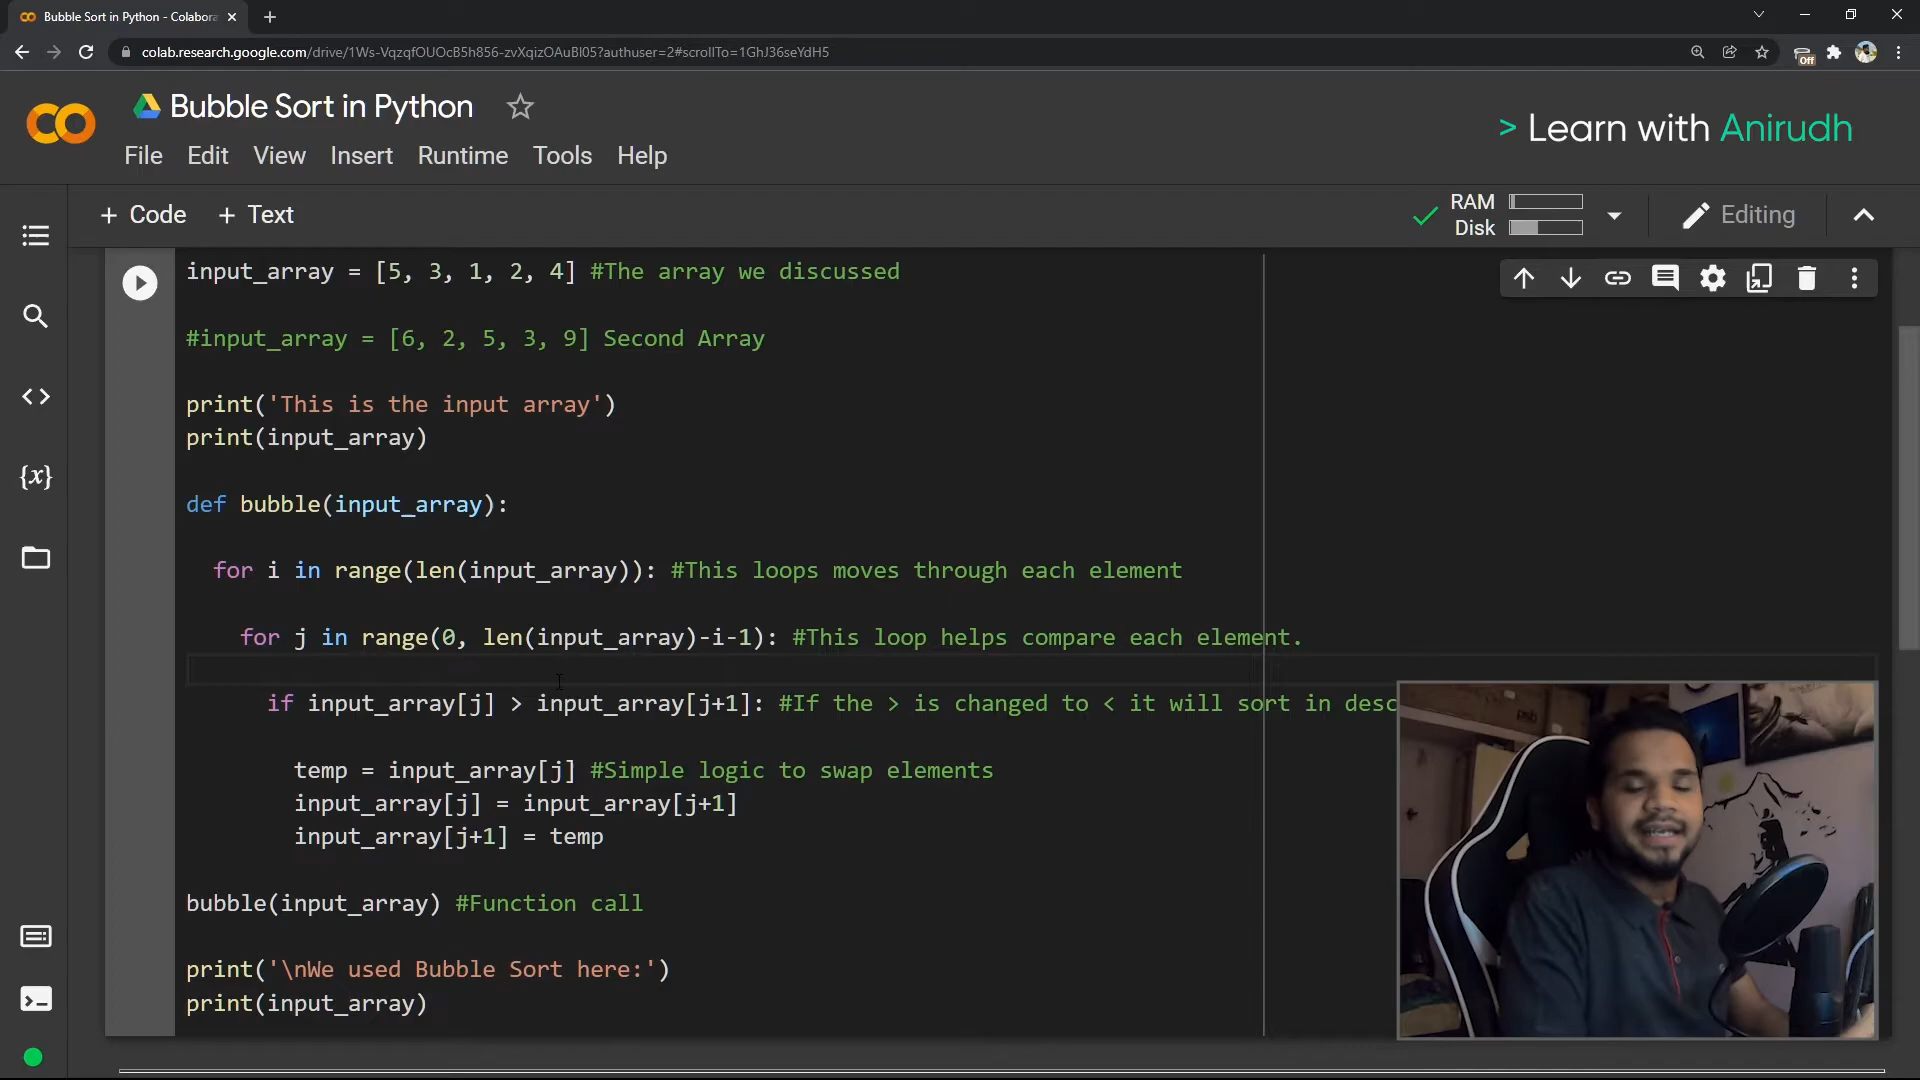 Bubble Sort in Python - Colabora
colab.research.google.com/drive/1Ws-VqzqfOUOcB5h856-zvXqizOAuBl05?authuser=2#scrollTo=1GhJ36seYdH5
Off
Bubble Sort in Python
> Learn with Anirudh
File Edit View Insert Runtime Tools Help
+ Code + Text
RAM
Disk
Editing
input_array = [5, 3, 1, 2, 4] #The array we discussed
#input_array = [6, 2, 5, 3, 9] Second Array
{x}
print('This is the input array')
print(input_array)
def bubble(input_array):
for i in range(len(input_array)): #This loops moves through each element
for j in range(0, len(input_array)-i-1): #This loop helps compare each element.
if input_array[j] > input_array[j+1]: #If the > is changed to < it will sort in desc
temp = input_array[j] #Simple logic to swap elements
input_array[j] = input_array[j+1]
input_array[j+1] = temp
bubble(input_array) #Function call
print('\nWe used Bubble Sort here:')
print(input_array)